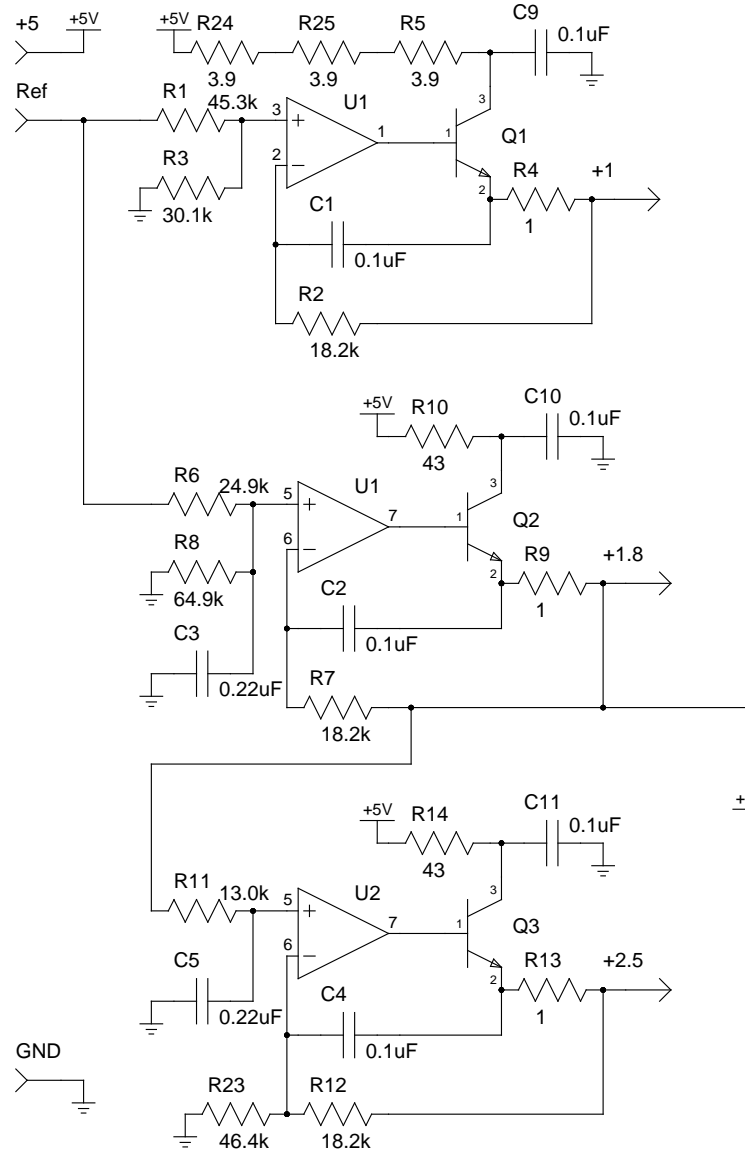 +5
+5V
+5V
R24
R25
R5
C9
0.1uF
3.9
3.9
3.9
Ref
R1
45.3k
U1
3
3
+
1
1
Q1
2
−
R3
30.1k
2
R4
+1
1
C1
0.1uF
R2
18.2k
+5V
R10
C10
0.1uF
43
R6
24.9k
U1
3
5
+
7
1
Q2
6
−
R8
64.9k
2
R9
+1.8
1
C2
0.1uF
C3
0.22uF
R7
18.2k
+5V
R14
C11
0.1uF
+
43
R11
13.0k
U2
3
5
+
7
1
Q3
6
−
2
R13
+2.5
1
C5
0.22uF
C4
0.1uF
GND
R23
R12
46.4k
18.2k